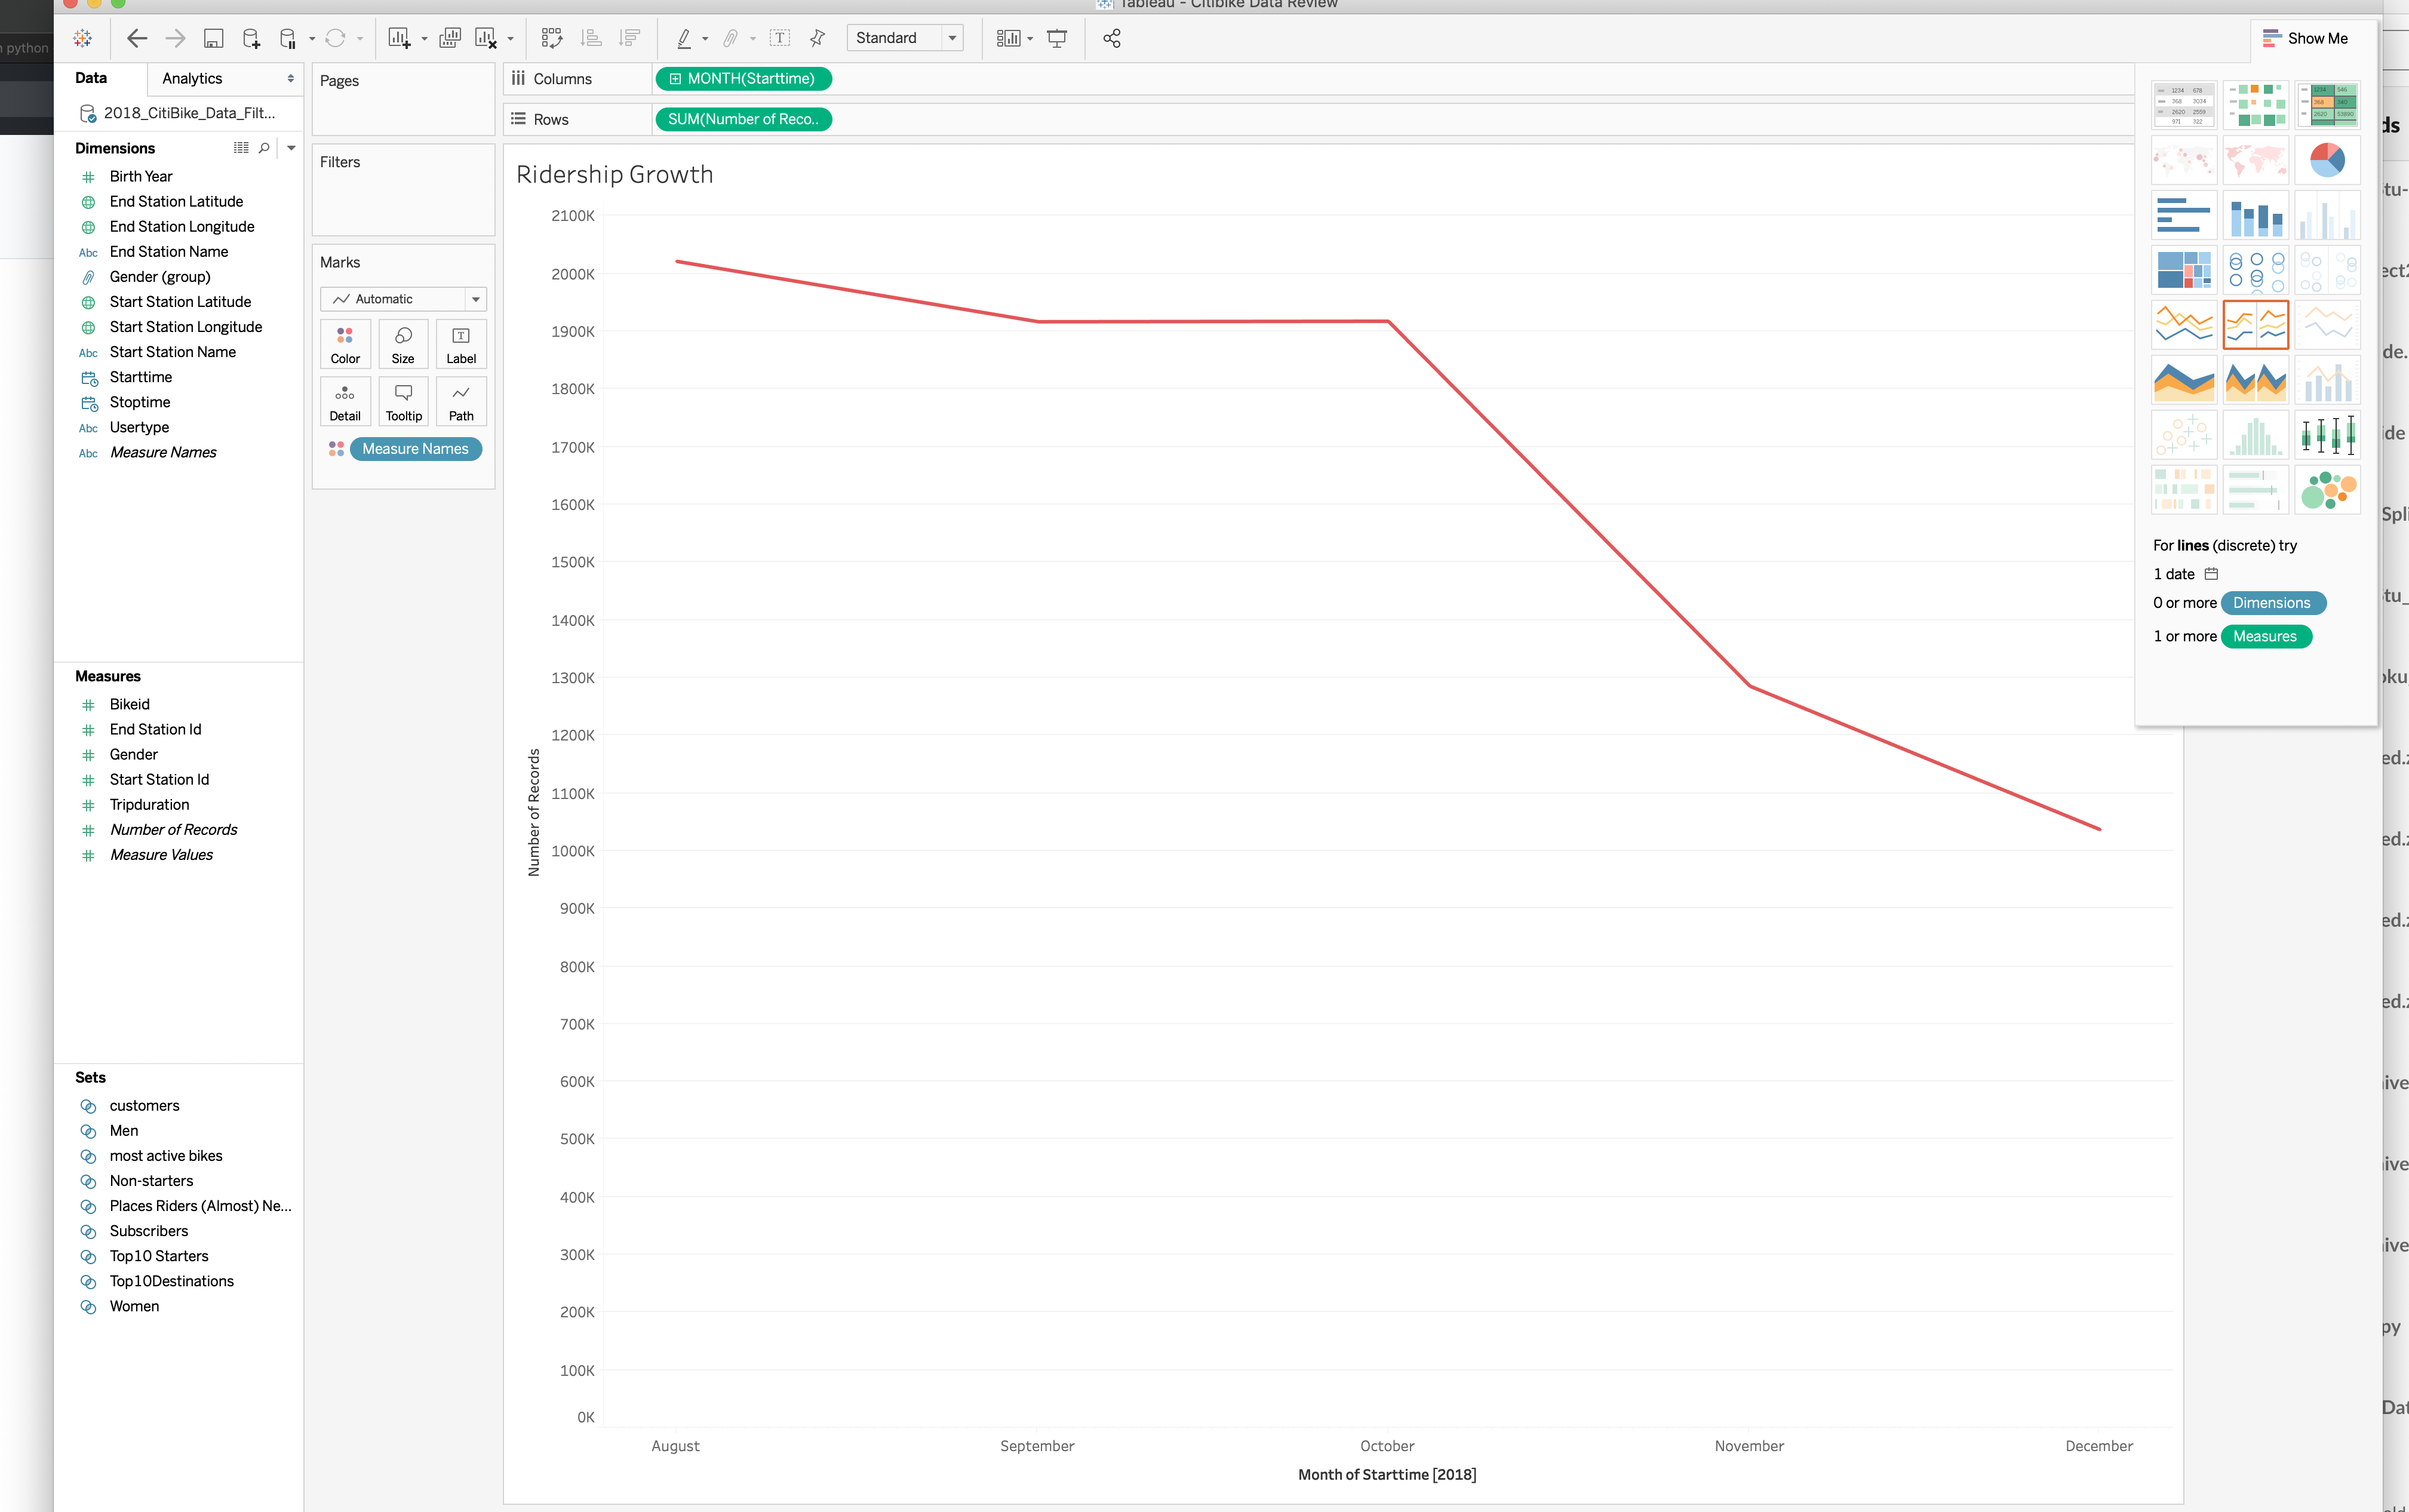 Tableau - Citibike Data Review
python
Standard
Show Me
Data
Analytics
2018_CitiBike_Data_Filt...
Dimensions
Birth Year
End Station Latitude
End Station Longitude
Abc End Station Name
Gender (group)
Start Station Latitude
Start Station Longitude
Abc Start Station Name
Starttime
Stoptime
Abc Usertype
Abc Measure Names
Measures
Bikeid
End Station Id
Gender
Start Station Id
Tripduration
Number of Records
Measure Values
Sets
customers
Men
most active bikes
Non-starters
Places Riders (Almost) Ne...
Subscribers
Top10 Starters
Top10Destinations
Women
Pages
Filters
Marks
Automatic
Color
Size
Label
Detail
Tooltip
Path
Measure Names
Columns
MONTH(Starttime)
Rows
SUM(Number of Reco..
Ridership Growth
2100K
2000K
1900K
1800K
1700K
1600K
1500K
1400K
1300K
1200K
1100K
1000K
900K
800K
700K
600K
500K
400K
300K
200K
100K
0K
Number of Records
August
September
October
November
December
Month of Starttime [2018]
For lines (discrete) try
1 date
0 or more Dimensions
1 or more Measures